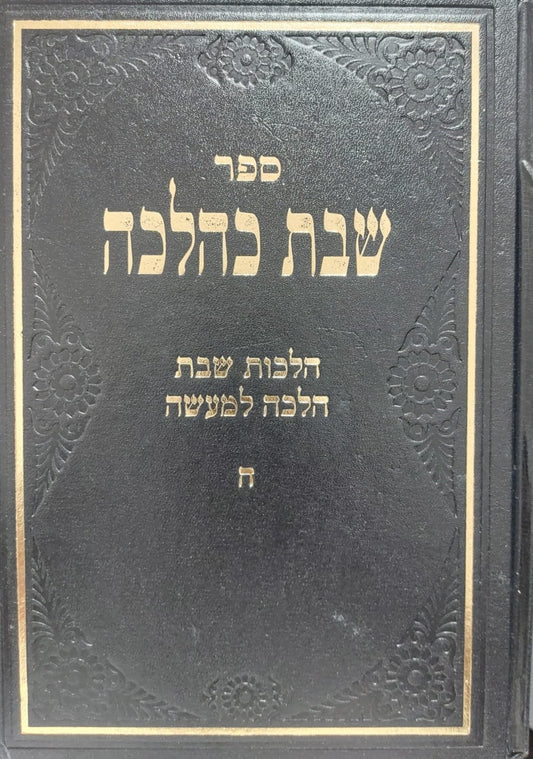 ספר
שבת כהלכה
הלכות שבת
הלכה למעשה
ח